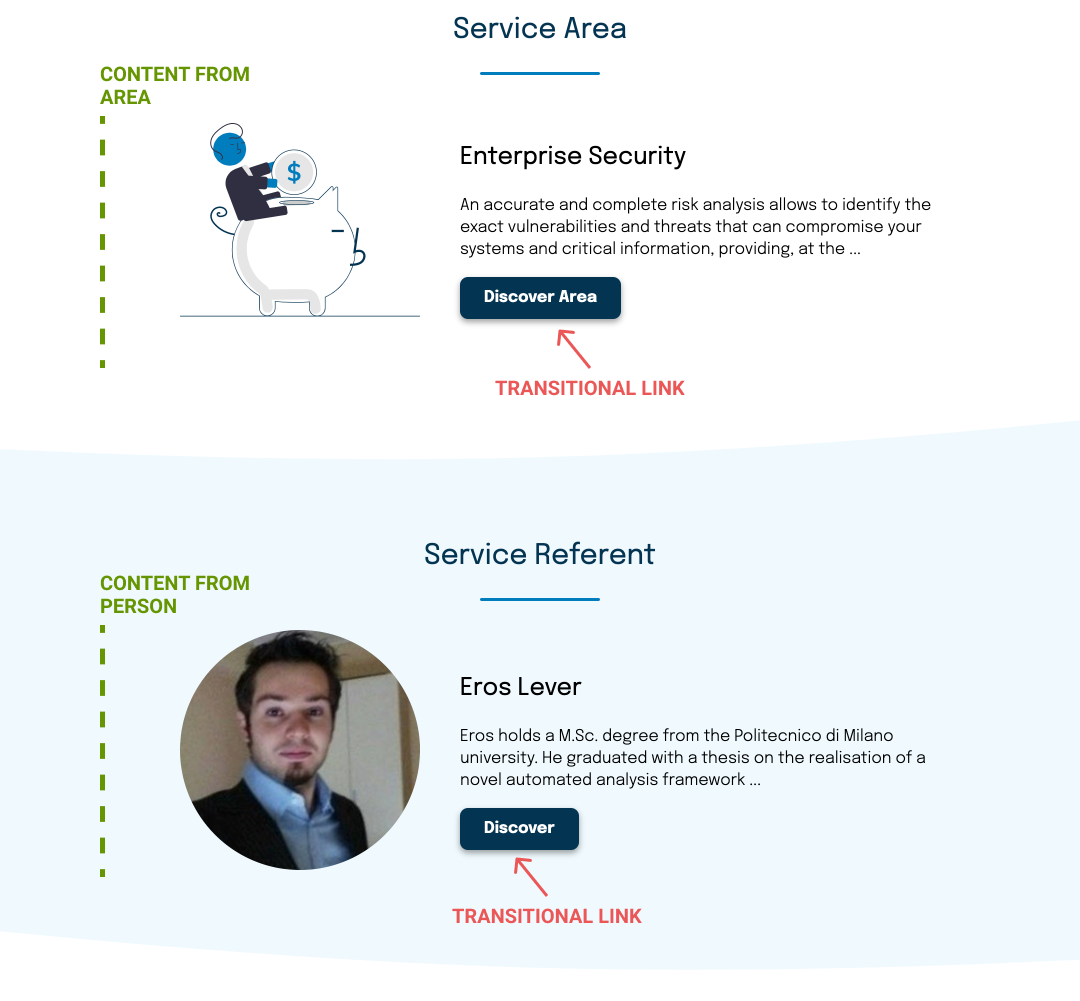 Service Area
CONTENT FROM
AREA
$
Enterprise Security
An accurate and complete risk analysis allows to identify the
exact vulnerabilities and threats that can compromise your
systems and critical information, providing, at the ...
Discover Area
TRANSITIONAL LINK
Service Referent
CONTENT FROM
PERSON
Eros Lever
Eros holds a M.Sc. degree from the Politecnico di Milano
university. He graduated with a thesis on the realisation of a
novel automated analysis framework ...
Discover
TRANSITIONAL LINK